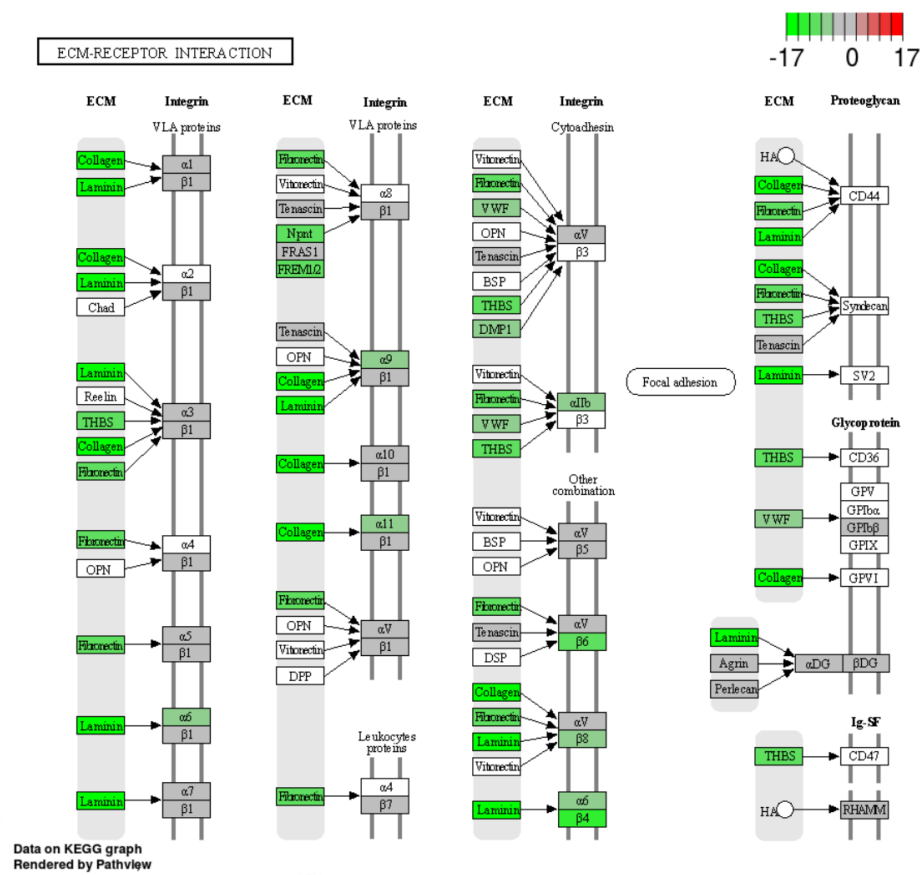 ECM-RECEPTOR INTERACTION
-17 0 17
ECM Integrin
VLA proteins
Collagen
Laminin
α1
β1
Collagen
Laminin
Chad
α2
β1
Laminin
Reelin
THBS
Collagen
Fibronectin
α3
β1
Fibronectin
OPN
α4
β1
Fibronectin
α5
β1
Laminin
α6
β1
Laminin
α7
β1
ECM Integrin
VLA proteins
Fibronectin
Vitronectin
Tenascin
Npnt
FRAS1
FREM1/2
α8
β1
Tenascin
OPN
Collagen
Laminin
α9
β1
Collagen
α10
β1
Collagen
α11
β1
Fibronectin
OPN
Vitronectin
DPP
αV
β1
Leukocytes
proteins
Fibronectin
α4
β7
ECM Integrin
Cytoadhesin
Vitronectin
Fibronectin
VWF
OPN
Tenascin
BSP
THBS
DMP1
αV
β3
Vitronectin
Fibronectin
VWF
THBS
αIIb
β3
Other
combination
Vitronectin
BSP
OPN
αV
β5
Fibronectin
Tenascin
DSP
αV
β6
Collagen
Fibronectin
Laminin
Vitronectin
αV
β8
Laminin
α6
β4
Focal adhesion
ECM Proteoglycan
HA
Collagen
Fibronectin
Laminin
CD44
Collagen
Fibronectin
THBS
Tenascin
Syndecan
Laminin
SV2
Glycoprotein
THBS
CD36
VWF
GPV
GPIbα
GPIbβ
GPIX
Collagen
GPVI
Laminin
Agrin
Perlecan
αDG
βDG
Ig-SF
THBS
CD47
HA
RHAMM
Data on KEGG graph
Rendered by Pathview